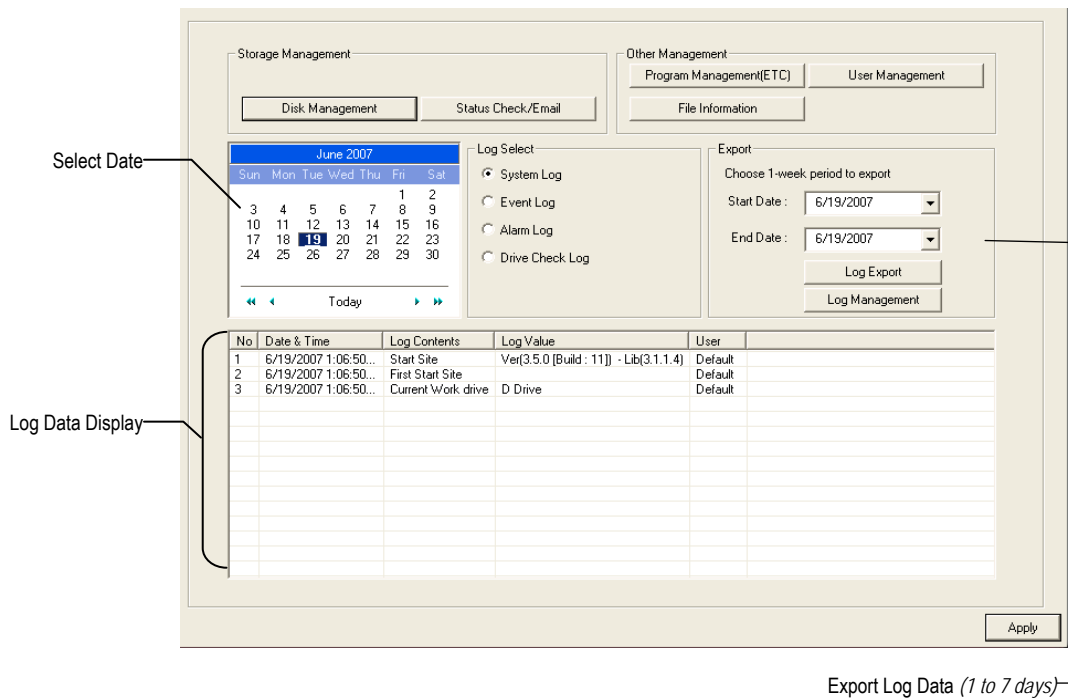 Storage Management
Disk Management
Status Check/Email
Other Management
Program Management(ETC)
User Management
File Information
Select Date
June 2007
Sun Mon Tue Wed Thu Fri Sat
1 2
3 4 5 6 7 8 9
10 11 12 13 14 15 16
17 18 19 20 21 22 23
24 25 26 27 28 29 30
Today
Log Select
System Log
Event Log
Alarm Log
Drive Check Log
Export
Choose 1-week period to export
Start Date : 6/19/2007
End Date : 6/19/2007
Log Export
Log Management
Log Data Display
No Date & Time Log Contents Log Value User
1 6/19/2007 1:06:50... Start Site Ver(3.5.0 [Build : 11]) - Lib(3.1.1.4) Default
2 6/19/2007 1:06:50... First Start Site Default
3 6/19/2007 1:06:50... Current Work drive D Drive Default
Apply
Export Log Data (1 to 7 days)